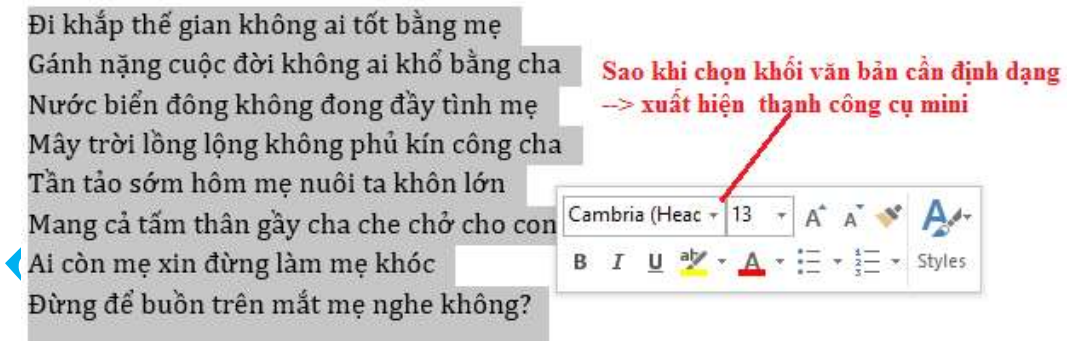 Đi khắp thế gian không ai tốt bằng mẹ
Gánh nặng cuộc đời không ai khổ bằng cha
Nước biển đông không đong đầy tình mẹ
Mây trời lồng lộng không phủ kín công cha
Tần tảo sớm hôm mẹ nuôi ta khôn lớn
Mang cả tấm thân gầy cha che chở cho con
Ai còn mẹ xin đừng làm mẹ khóc
Đừng để buồn trên mắt mẹ nghe không?
Sao khi chọn khối văn bản cần định dạng
--> xuất hiện thanh công cụ mini
Cambria (Heac 13 A A
B I U ab A Styles